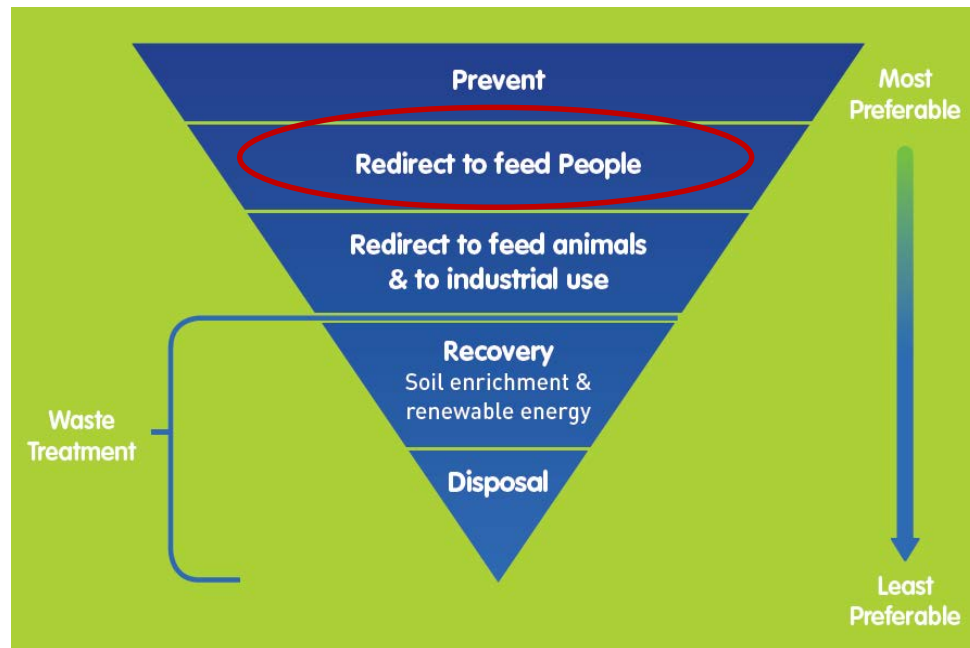 Prevent
Most
Preferable
Redirect to feed People
Redirect to feed animals
& to industrial use
Recovery
Soil enrichment &
renewable energy
Waste
Treatment
Disposal
Least
Preferable